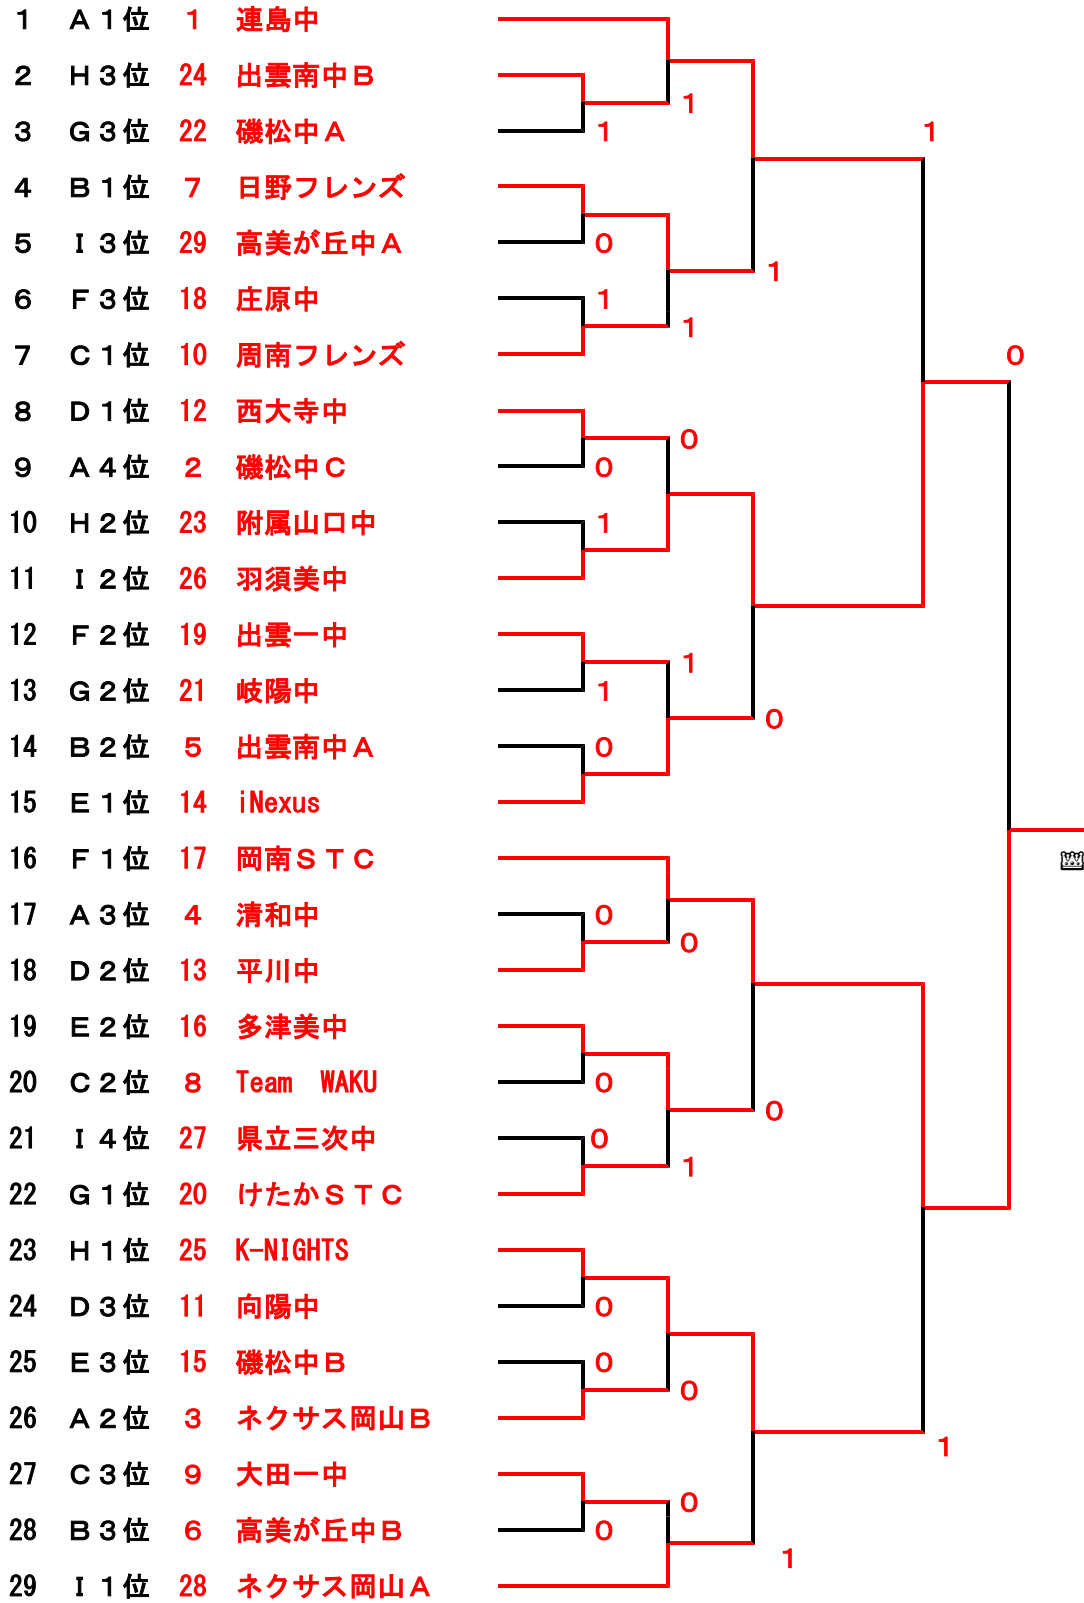 1 A1位 1 連島中
2 H3位 24 出雲南中B
1
3 G3位 22 磯松中A 1 1
4 B1位 7 日野フレンズ
5 I3位 29 高美が丘中A 0
1
6 F3位 18 庄原中 1
1
7 C1位 10 周南フレンズ 0
8 D1位 12 西大寺中
0
9 A4位 2 磯松中C 0
10 H2位 23 附属山口中 1
11 I2位 26 羽須美中
12 F2位 19 出雲一中
1
13 G2位 21 岐陽中 1
0
14 B2位 5 出雲南中A 0
15 E1位 14 iNexus
16 F1位 17 岡南STC
17 A3位 4 清和中 0
0
18 D2位 13 平川中
19 E2位 16 多津美中
20 C2位 8 Team WAKU 0
0
21 I4位 27 県立三次中 0
1
22 G1位 20 けたかSTC
23 H1位 25 K-NIGHTS
24 D3位 11 向陽中 0
25 E3位 15 磯松中B 0
0
26 A2位 3 ネクサス岡山B
1
27 C3位 9 大田一中
0
28 B3位 6 高美が丘中B 0
1
29 I1位 28 ネクサス岡山A